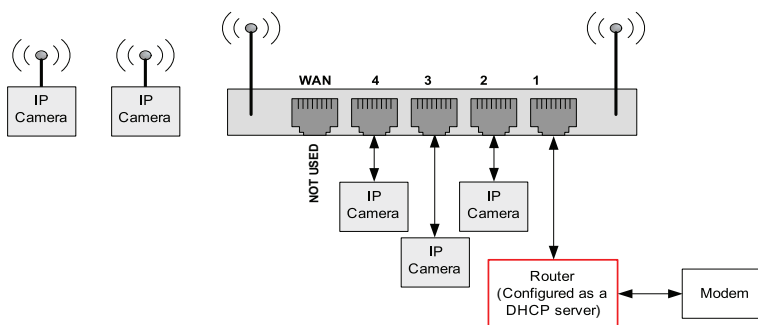 IP
Camera
IP
Camera
WAN
4
3
2
1
NOT USED
IP
Camera
IP
Camera
IP
Camera
Router
(Configured as a
DHCP server)
Modem